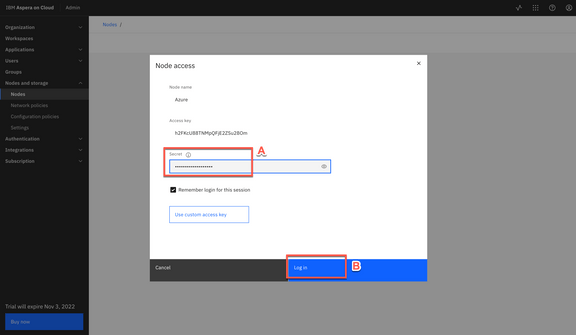 IBM Aspera on Cloud
Admin
Organization
Workspaces
Applications
Users
Groups
Nodes and storage
Nodes
Network policies
Configuration policies
Settings
Authentication
Integrations
Subscription
Trial will expire Nov 3, 2022
Buy now
Nodes /
Node access
Node name
Azure
Access key
Secret
A
Remember login for this session
Use custom access key
Cancel
Log in
B